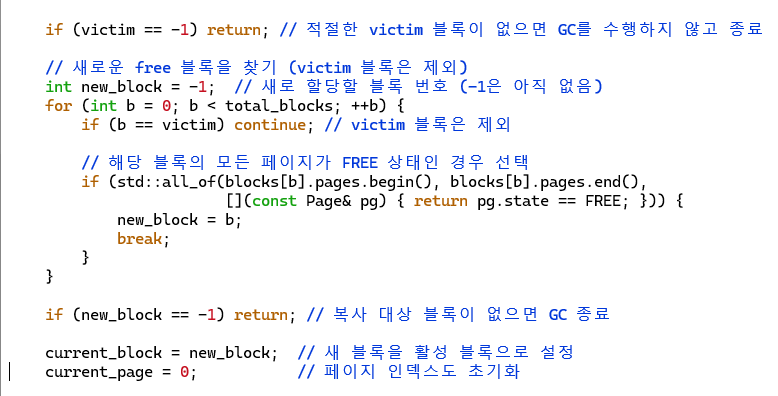 if (victim == -1) return; // 적절한 victim 블록이 없으면 GC를 수행하지 않고 종료
// 새로운 free 블록을 찾기 (victim 블록은 제외)
int new_block = -1;  // 새로 할당할 블록 번호 (-1은 아직 없음)
for (int b = 0; b < total_blocks; ++b) {
    if (b == victim) continue; // victim 블록은 제외
    // 해당 블록의 모든 페이지가 FREE 상태인 경우 선택
    if (std::all_of(blocks[b].pages.begin(), blocks[b].pages.end(),
                    [](const Page& pg) { return pg.state == FREE; })) {
        new_block = b;
        break;
    }
}
if (new_block == -1) return; // 복사 대상 블록이 없으면 GC 종료
current_block = new_block;  // 새 블록을 활성 블록으로 설정
current_page = 0;           // 페이지 인덱스도 초기화